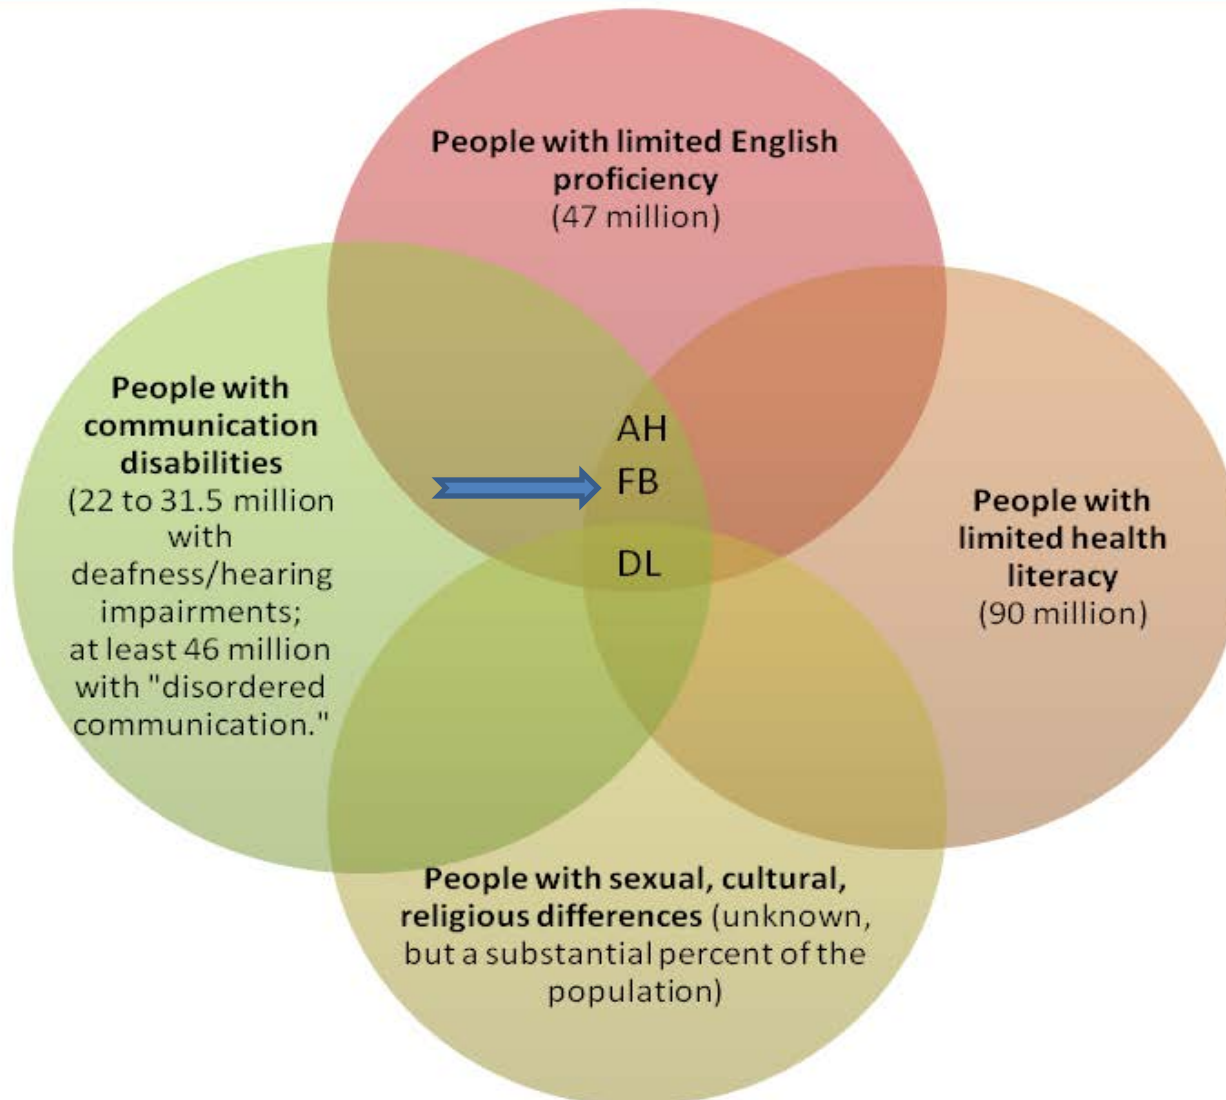 People with limited English
proficiency
(47 million)
People with
communication
disabilities
(22 to 31.5 million
with
deafness/hearing
impairments;
at least 46 million
with "disordered
communication."
AH
FB
DL
People with
limited health
literacy
(90 million)
People with sexual, cultural,
religious differences (unknown,
but a substantial percent of the
population)